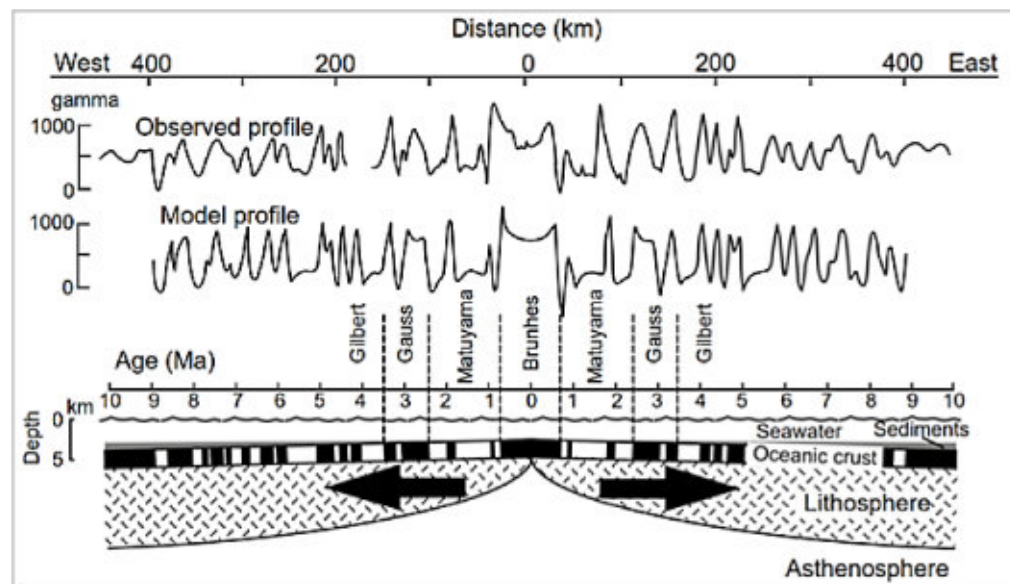 Distance (km)
West 400 200 0 200 400 East
gamma
1000
Observed profile
0
1000
Model profile
0
Gilbert Gauss Matuyama Brunhes Matuyama Gauss Gilbert
Age (Ma)
10 9 8 7 6 5 4 3 2 1 0 1 2 3 4 5 6 7 8 9 10
km
0
Depth
5
Seawater Sediments
Oceanic crust
Lithosphere
Asthenosphere